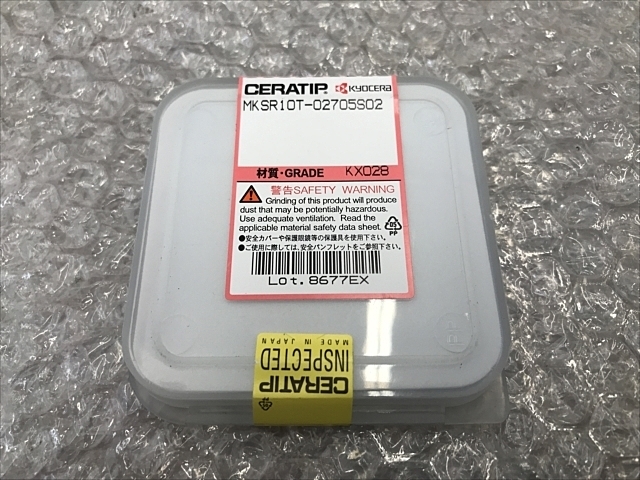 CERATIP KYOCERA
MKSR10T-02705S02
材質・GRADE KX028
警告SAFETY WARNING
Grinding of this product will produce
dust that may be potentially hazardous.
Use adequate ventilation. Read the
applicable material safety data sheet.
PP
●安全カバーや保護眼鏡等の保護具を使用下さい。
●ご使用に際しては、安全パンフレットをご参照下さい。
Lot.8677EX
CERATIP
INSPECTED
MADE IN JAPAN